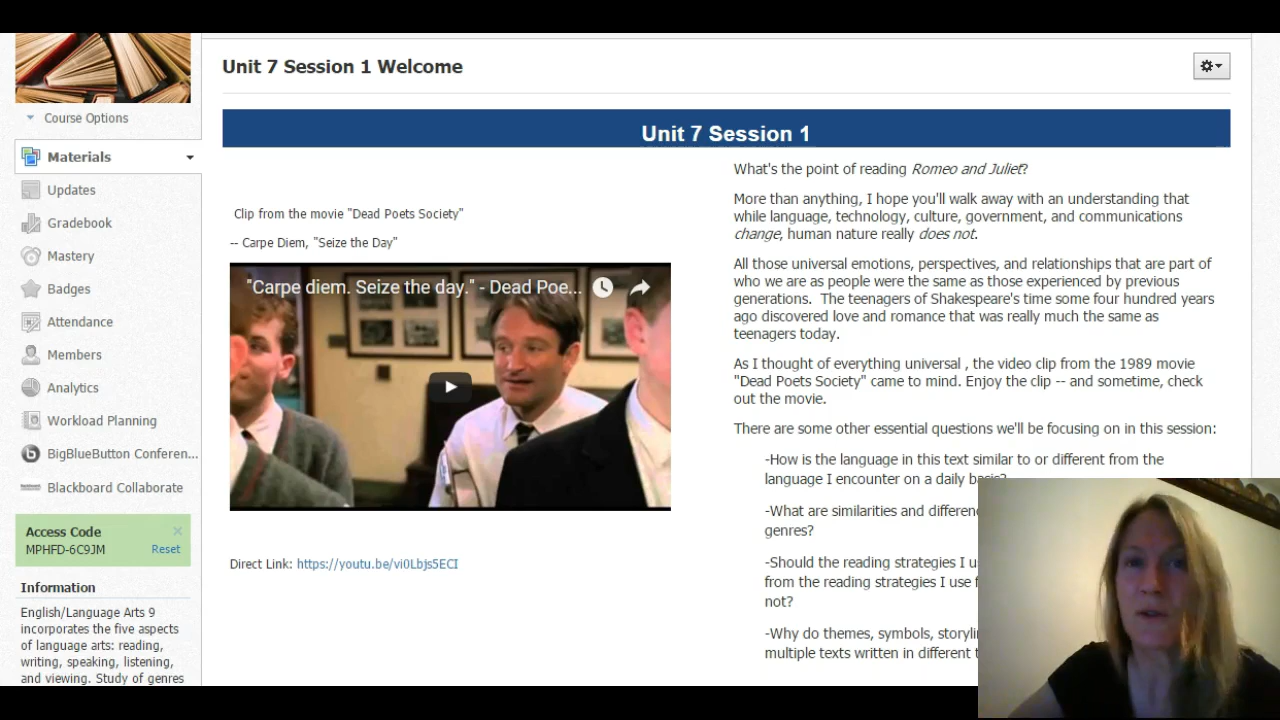 Unit 7 Session 1 Welcome
Course Options
Materials
Updates
Gradebook
Mastery
Badges
Attendance
Members
Analytics
Workload Planning
BigBlueButton Conferen...
Blackboard Collaborate
Access Code
MPHFD-6C9JM
Reset
Information
English/Language Arts 9
incorporates the five aspects
of language arts: reading,
writing, speaking, listening,
and viewing. Study of genres
Unit 7 Session 1
Clip from the movie "Dead Poets Society"
-- Carpe Diem, "Seize the Day"
"Carpe diem. Seize the day." - Dead Poe...
Direct Link: https://youtu.be/vi0Lbjs5ECI
What's the point of reading Romeo and Juliet?
More than anything, I hope you'll walk away with an understanding that
while language, technology, culture, government, and communications
change, human nature really does not.
All those universal emotions, perspectives, and relationships that are part of
who we are as people were the same as those experienced by previous
generations.  The teenagers of Shakespeare's time some four hundred years
ago discovered love and romance that was really much the same as
teenagers today.
As I thought of everything universal , the video clip from the 1989 movie
"Dead Poets Society" came to mind. Enjoy the clip -- and sometime, check
out the movie.
There are some other essential questions we'll be focusing on in this session:
-How is the language in this text similar to or different from the
language I encounter on a daily basis?
-What are similarities and
genres?
-Should the reading strategies I
from the reading strategies I use
not?
-Why do themes, symbols,
multiple texts written in different